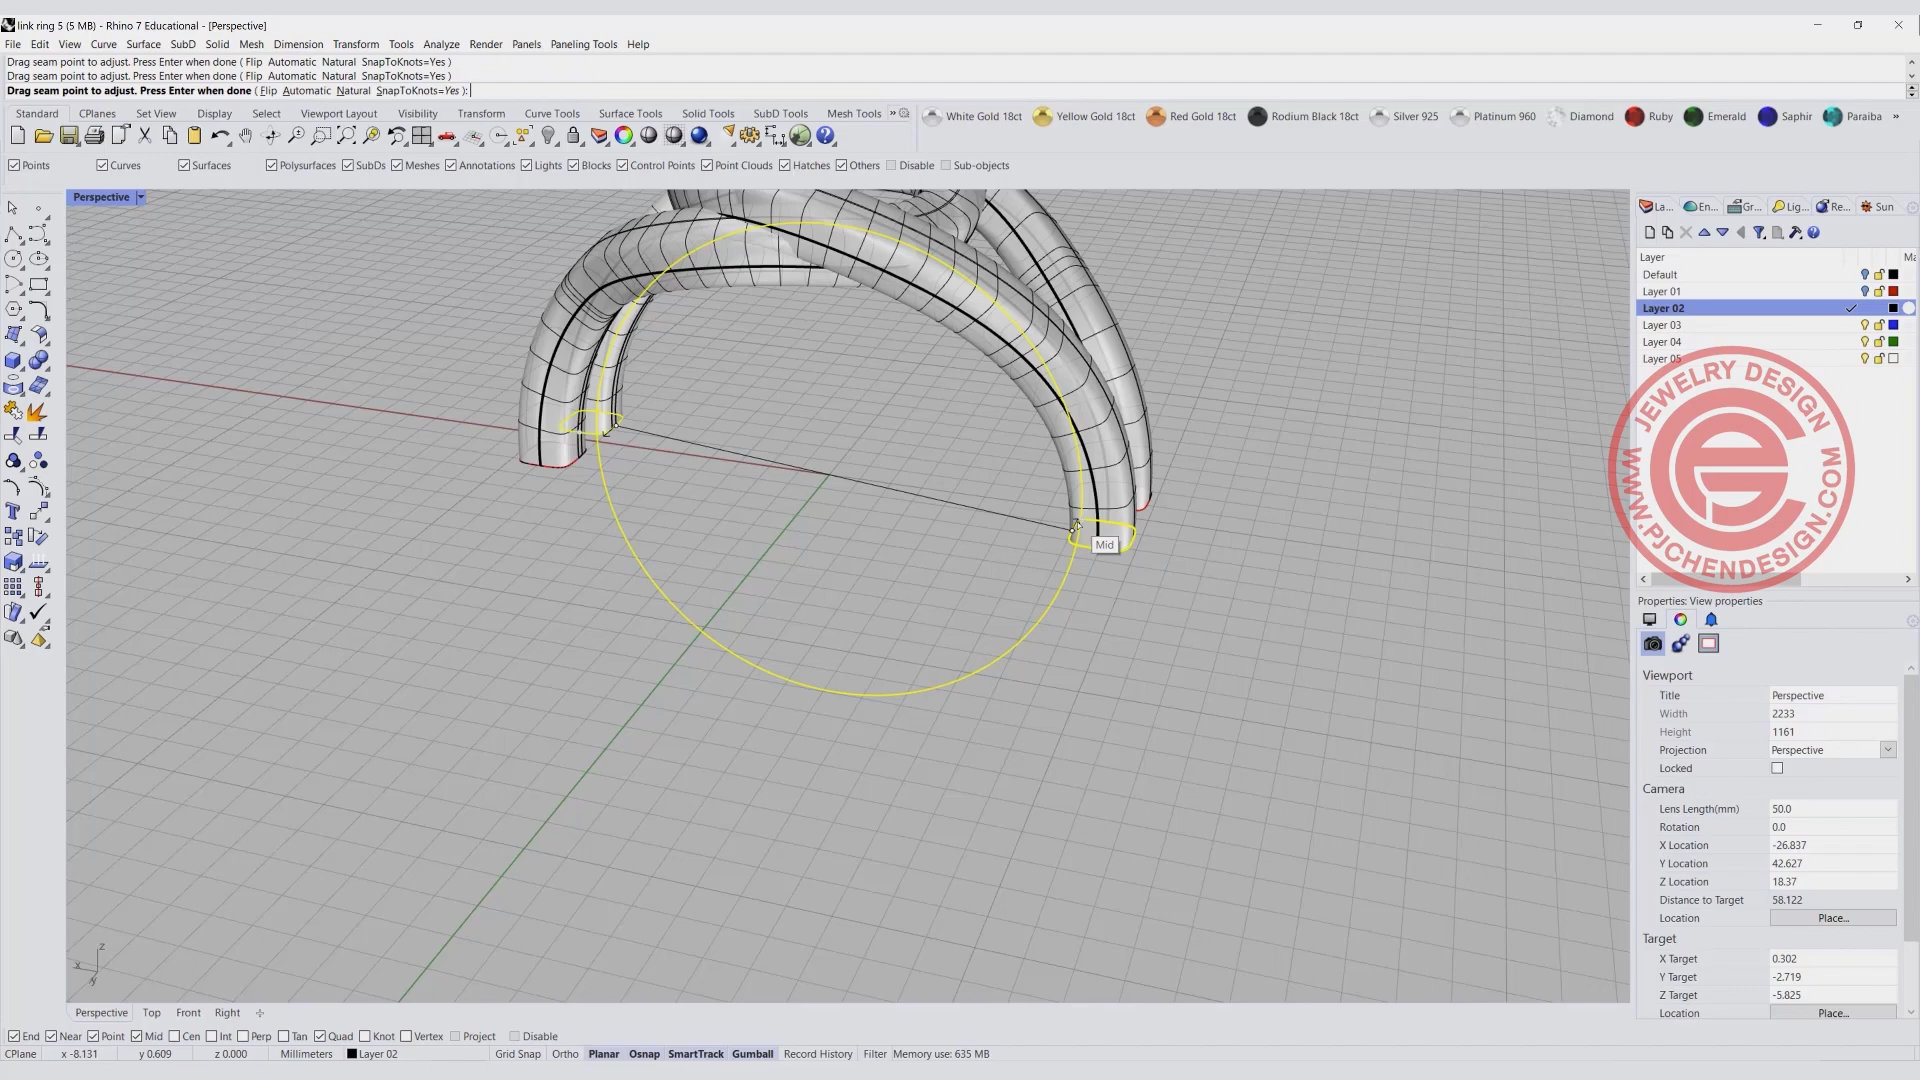 link ring 5 (5 MB) - Rhino 7 Educational - [Perspective]
File Edit View Curve Surface SubD Solid Mesh Dimension Transform Tools Analyze Render Panels Paneling Tools Help
Drag seam point to adjust. Press Enter when done ( Flip Automatic Natural SnapToKnots=Yes )
Drag seam point to adjust. Press Enter when done ( Flip Automatic Natural SnapToKnots=Yes )
Drag seam point to adjust. Press Enter when done ( Flip Automatic Natural SnapToKnots=Yes ):
Standard CPlanes Set View Display Select Viewport Layout Visibility Transform Curve Tools Surface Tools Solid Tools SubD Tools Mesh Tools »
White Gold 18ct Yellow Gold 18ct Red Gold 18ct Rodium Black 18ct Silver 925 Platinum 960 Diamond Ruby Emerald Saphir Paraiba »
Points Curves Surfaces Polysurfaces SubDs Meshes Annotations Lights Blocks Control Points Point Clouds Hatches Others Disable Sub-objects
Perspective
La... En... Gr... Lig... Re... Sun
Layer Ma
Default
Layer 01
Layer 02
Layer 03
Layer 04
Layer 05
JEWELRY DESIGN
WWW.PJCHENDESIGN.COM
Mid
Properties: View properties
Viewport
Title Perspective
Width 2233
Height 1161
Projection Perspective
Locked
Camera
Lens Length(mm) 50.0
Rotation 0.0
X Location -26.837
Y Location 42.627
Z Location 18.37
Distance to Target 58.122
Location Place...
Target
X Target 0.302
Y Target -2.719
Z Target -5.825
Location Place...
z
x
y
Perspective Top Front Right
End Near Point Mid Cen Int Perp Tan Quad Knot Vertex Project Disable
CPlane x -8.131 y 0.609 z 0.000 Millimeters Layer 02 Grid Snap Ortho Planar Osnap SmartTrack Gumball Record History Filter Memory use: 635 MB